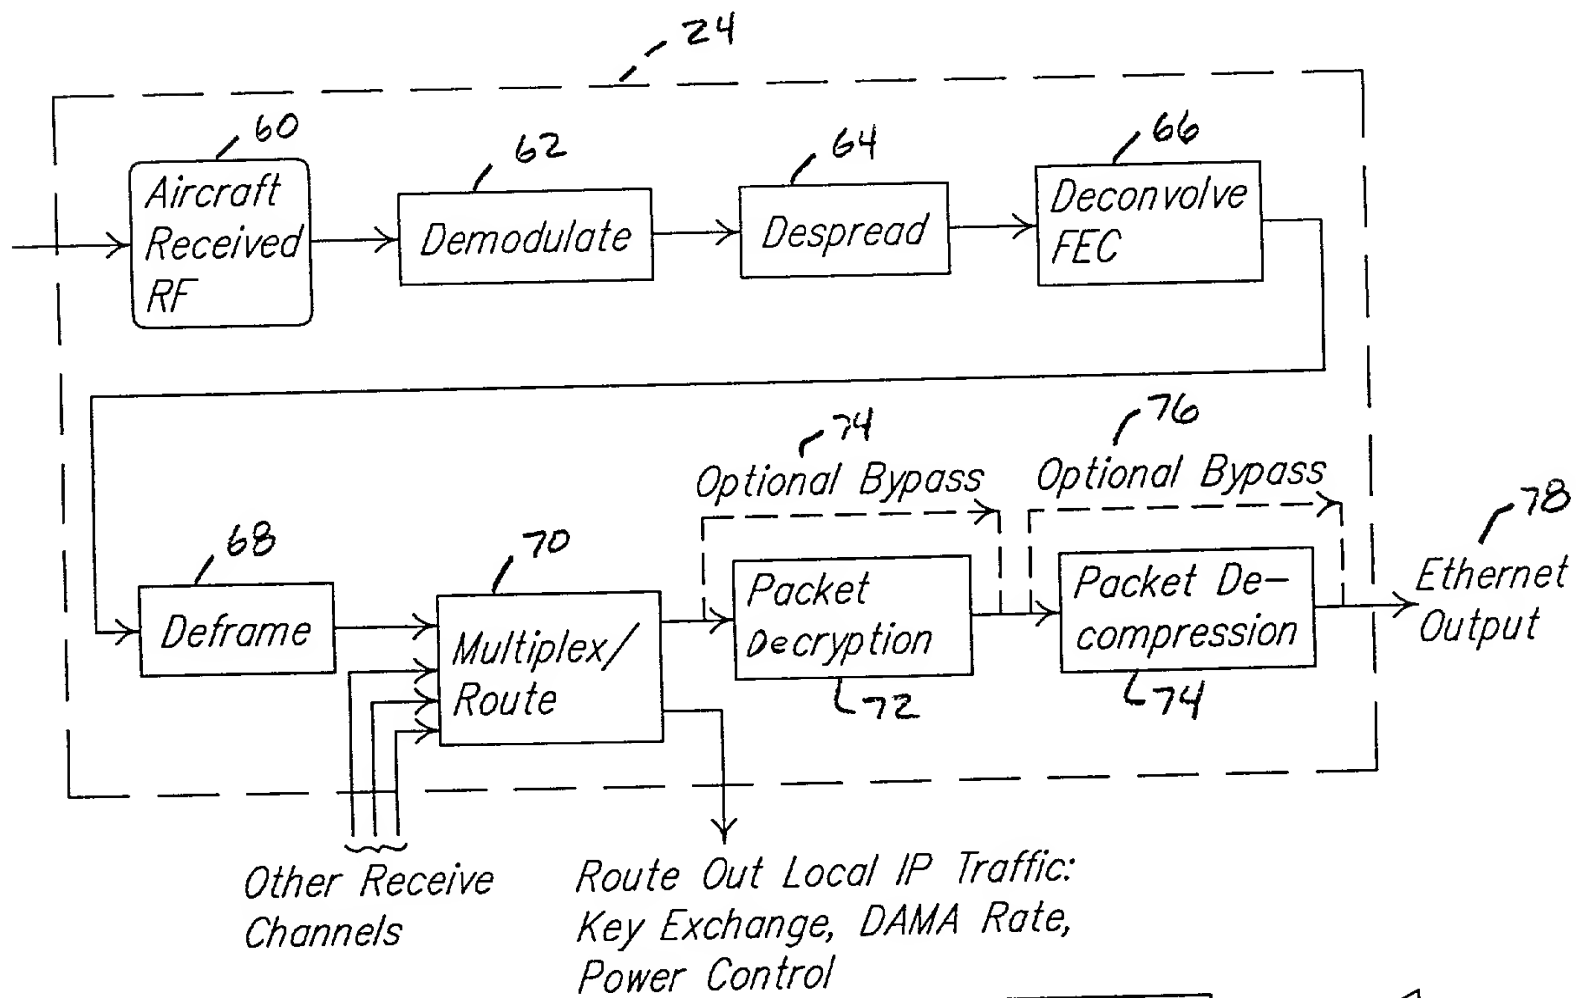 24
60
Aircraft
Received
RF
62
Demodulate
64
Despread
66
Deconvolve
FEC
74
Optional Bypass
76
Optional Bypass
78
Ethernet
Output
68
Deframe
70
Multiplex/
Route
Packet
Decryption
72
Packet De-
compression
74
Other Receive
Channels
Route Out Local IP Traffic:
Key Exchange, DAMA Rate,
Power Control